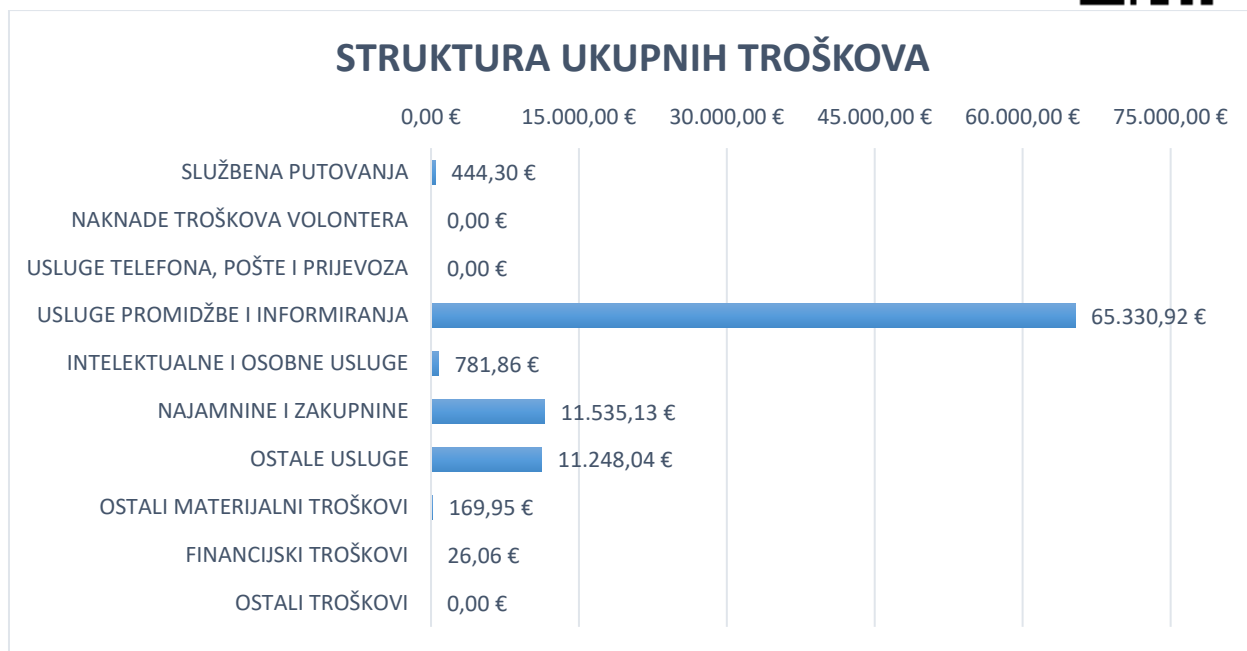 STRUKTURA UKUPNIH TROŠKOVA
0,00 € 15.000,00 € 30.000,00 € 45.000,00 € 60.000,00 € 75.000,00 €
SLUŽBENA PUTOVANJA 444,30 €
NAKNADE TROŠKOVA VOLONTERA 0,00 €
USLUGE TELEFONA, POŠTE I PRIJEVOZA 0,00 €
USLUGE PROMIDŽBE I INFORMIRANJA 65.330,92 €
INTELEKTUALNE I OSOBNE USLUGE 781,86 €
NAJAMNINE I ZAKUPNINE 11.535,13 €
OSTALE USLUGE 11.248,04 €
OSTALI MATERIJALNI TROŠKOVI 169,95 €
FINANCIJSKI TROŠKOVI 26,06 €
OSTALI TROŠKOVI 0,00 €